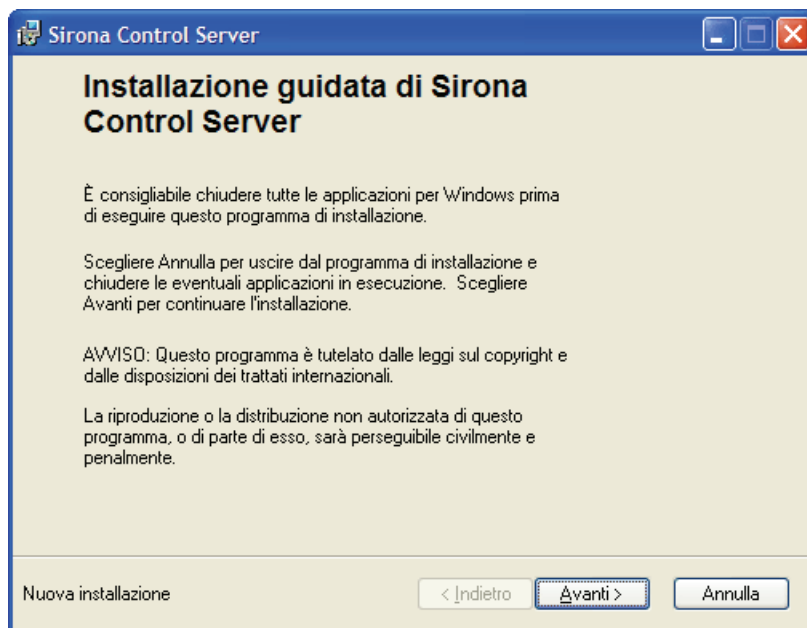 Sirona Control Server
Installazione guidata di Sirona
Control Server
È consigliabile chiudere tutte le applicazioni per Windows prima
di eseguire questo programma di installazione.
Scegliere Annulla per uscire dal programma di installazione e
chiudere le eventuali applicazioni in esecuzione.  Scegliere
Avanti per continuare l'installazione.
AVVISO: Questo programma è tutelato dalle leggi sul copyright e
dalle disposizioni dei trattati internazionali.
La riproduzione o la distribuzione non autorizzata di questo
programma, o di parte di esso, sarà perseguibile civilmente e
penalmente.
Nuova installazione < Indietro Avanti > Annulla